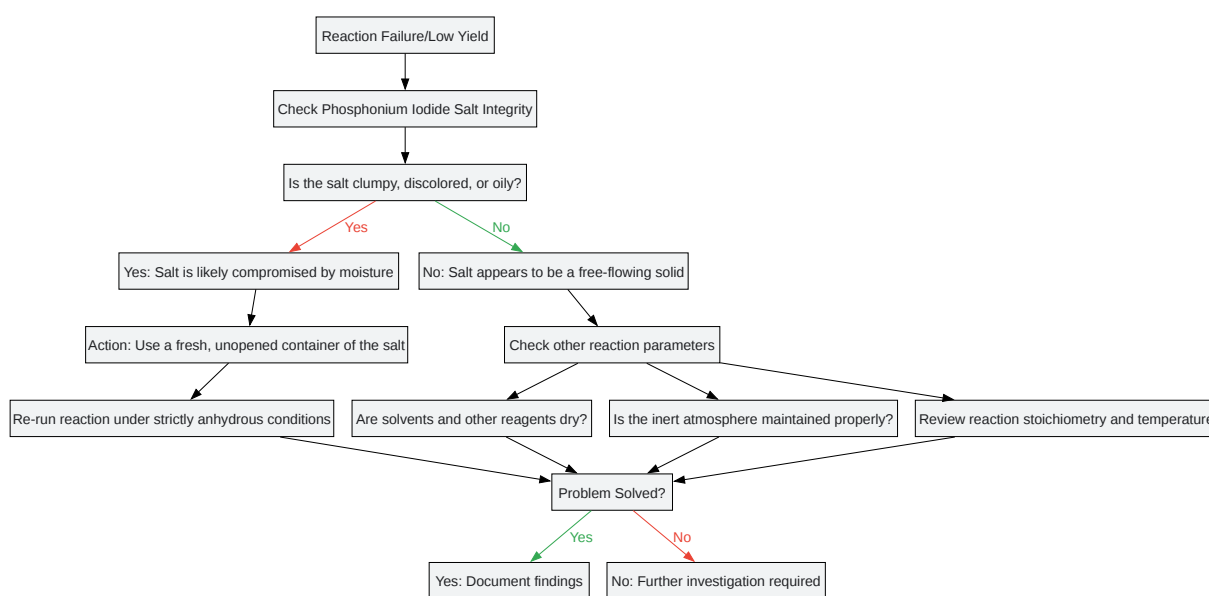 Reaction Failure/Low Yield
Check Phosphonium Iodide Salt Integrity
Is the salt clumpy, discolored, or oily?
Yes
No
Yes: Salt is likely compromised by moisture
No: Salt appears to be a free-flowing solid
Action: Use a fresh, unopened container of the salt
Check other reaction parameters
Re-run reaction under strictly anhydrous conditions
Are solvents and other reagents dry?
Is the inert atmosphere maintained properly?
Review reaction stoichiometry and temperature
Problem Solved?
Yes
No
Yes: Document findings
No: Further investigation required